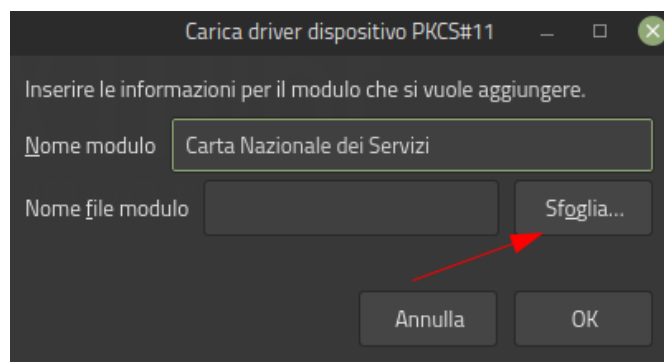 Carica driver dispositivo PKCS#11
Inserire le informazioni per il modulo che si vuole aggiungere.
Nome modulo Carta Nazionale dei Servizi
Nome file modulo Sfoglia...
Annulla OK